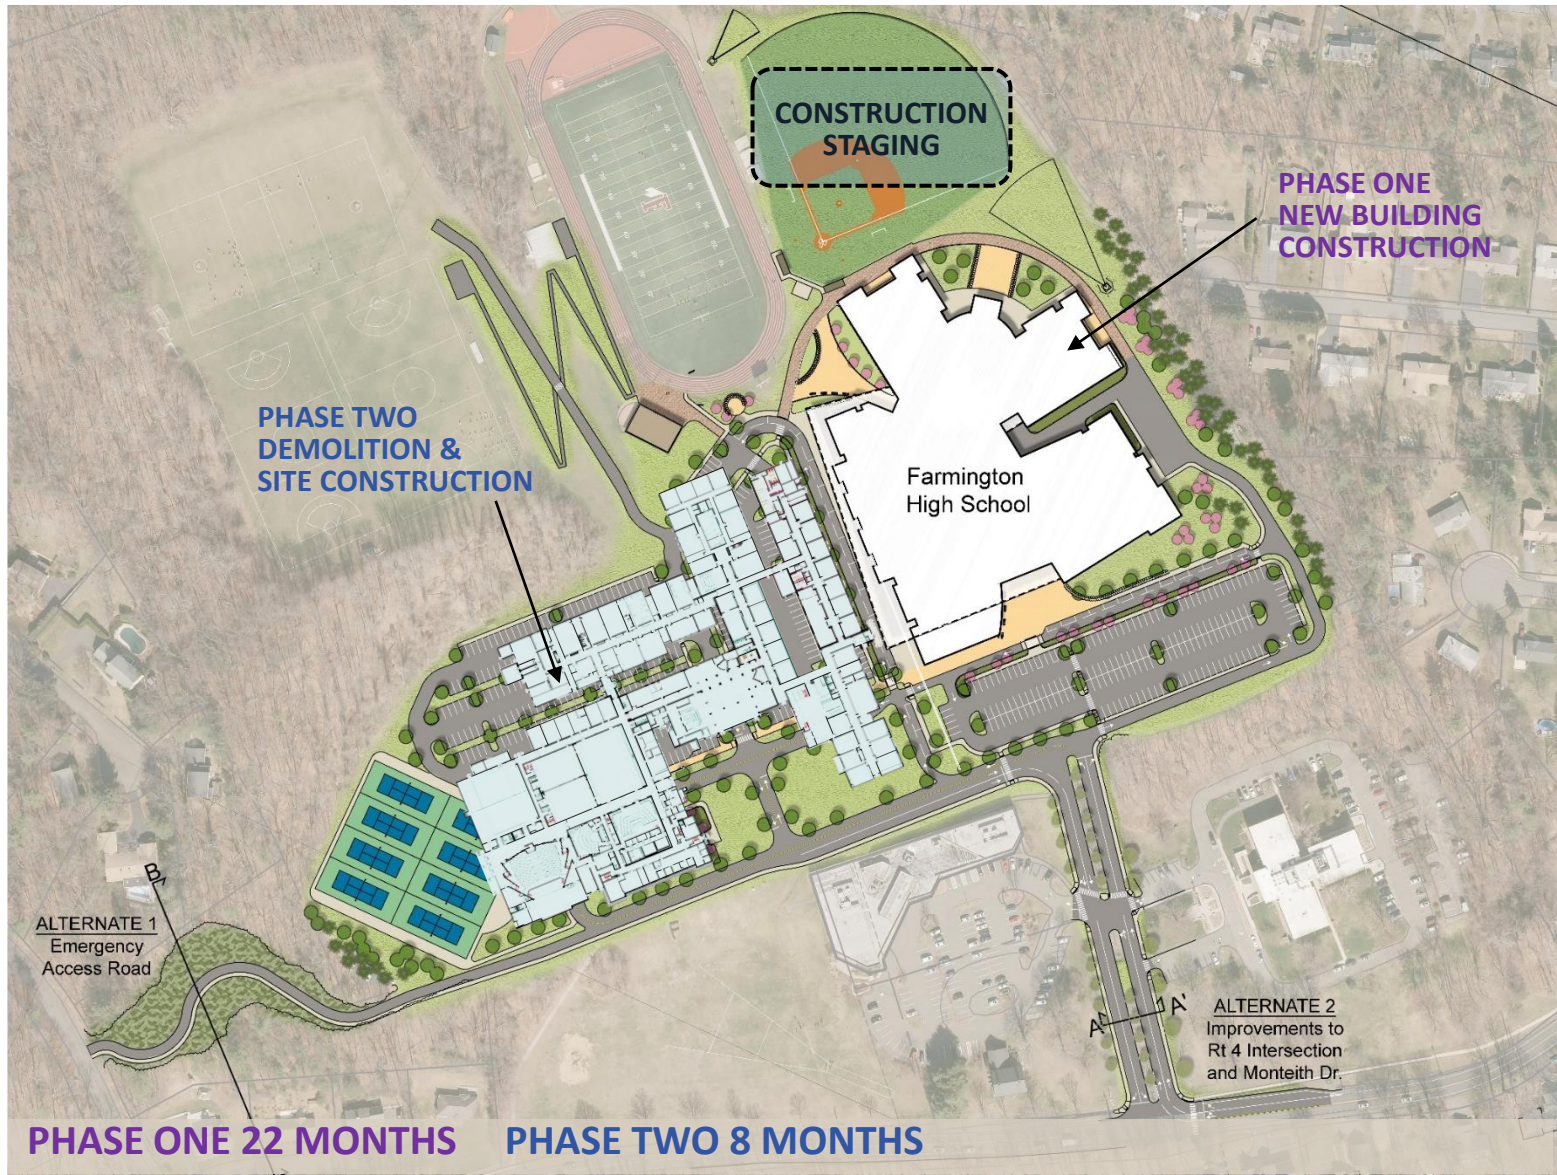 CONSTRUCTION
STAGING
PHASE ONE
NEW BUILDING
CONSTRUCTION
PHASE TWO
DEMOLITION &
SITE CONSTRUCTION
Farmington
High School
B'
ALTERNATE 1
Emergency
Access Road
A
A'
ALTERNATE 2
Improvements to
Rt 4 Intersection
and Monteith Dr.
PHASE ONE 22 MONTHS PHASE TWO 8 MONTHS